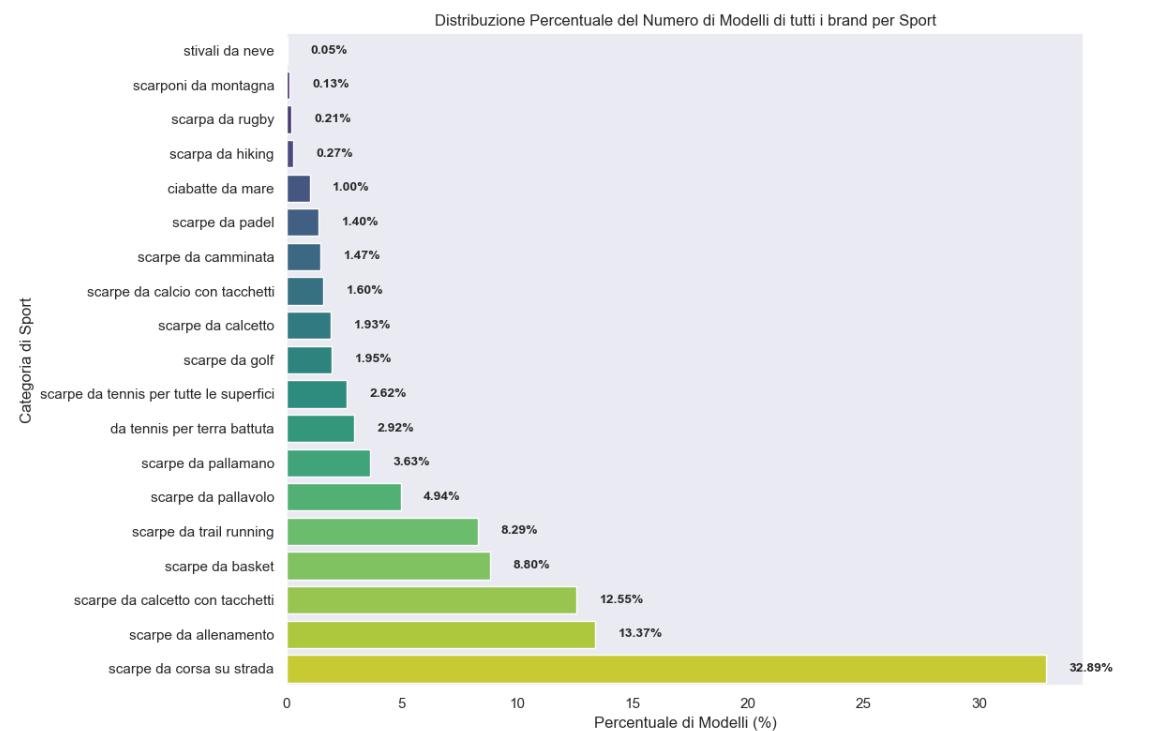 Distribuzione Percentuale del Numero di Modelli di tutti i brand per Sport
Categoria di Sport
stivali da neve 0.05%
scarponi da montagna 0.13%
scarpa da rugby 0.21%
scarpa da hiking 0.27%
ciabatte da mare 1.00%
scarpe da padel 1.40%
scarpe da camminata 1.47%
scarpe da calcio con tacchetti 1.60%
scarpe da calcetto 1.93%
scarpe da golf 1.95%
scarpe da tennis per tutte le superfici 2.62%
da tennis per terra battuta 2.92%
scarpe da pallamano 3.63%
scarpe da pallavolo 4.94%
scarpe da trail running 8.29%
scarpe da basket 8.80%
scarpe da calcetto con tacchetti 12.55%
scarpe da allenamento 13.37%
scarpe da corsa su strada 32.89%
0 5 10 15 20 25 30
Percentuale di Modelli (%)